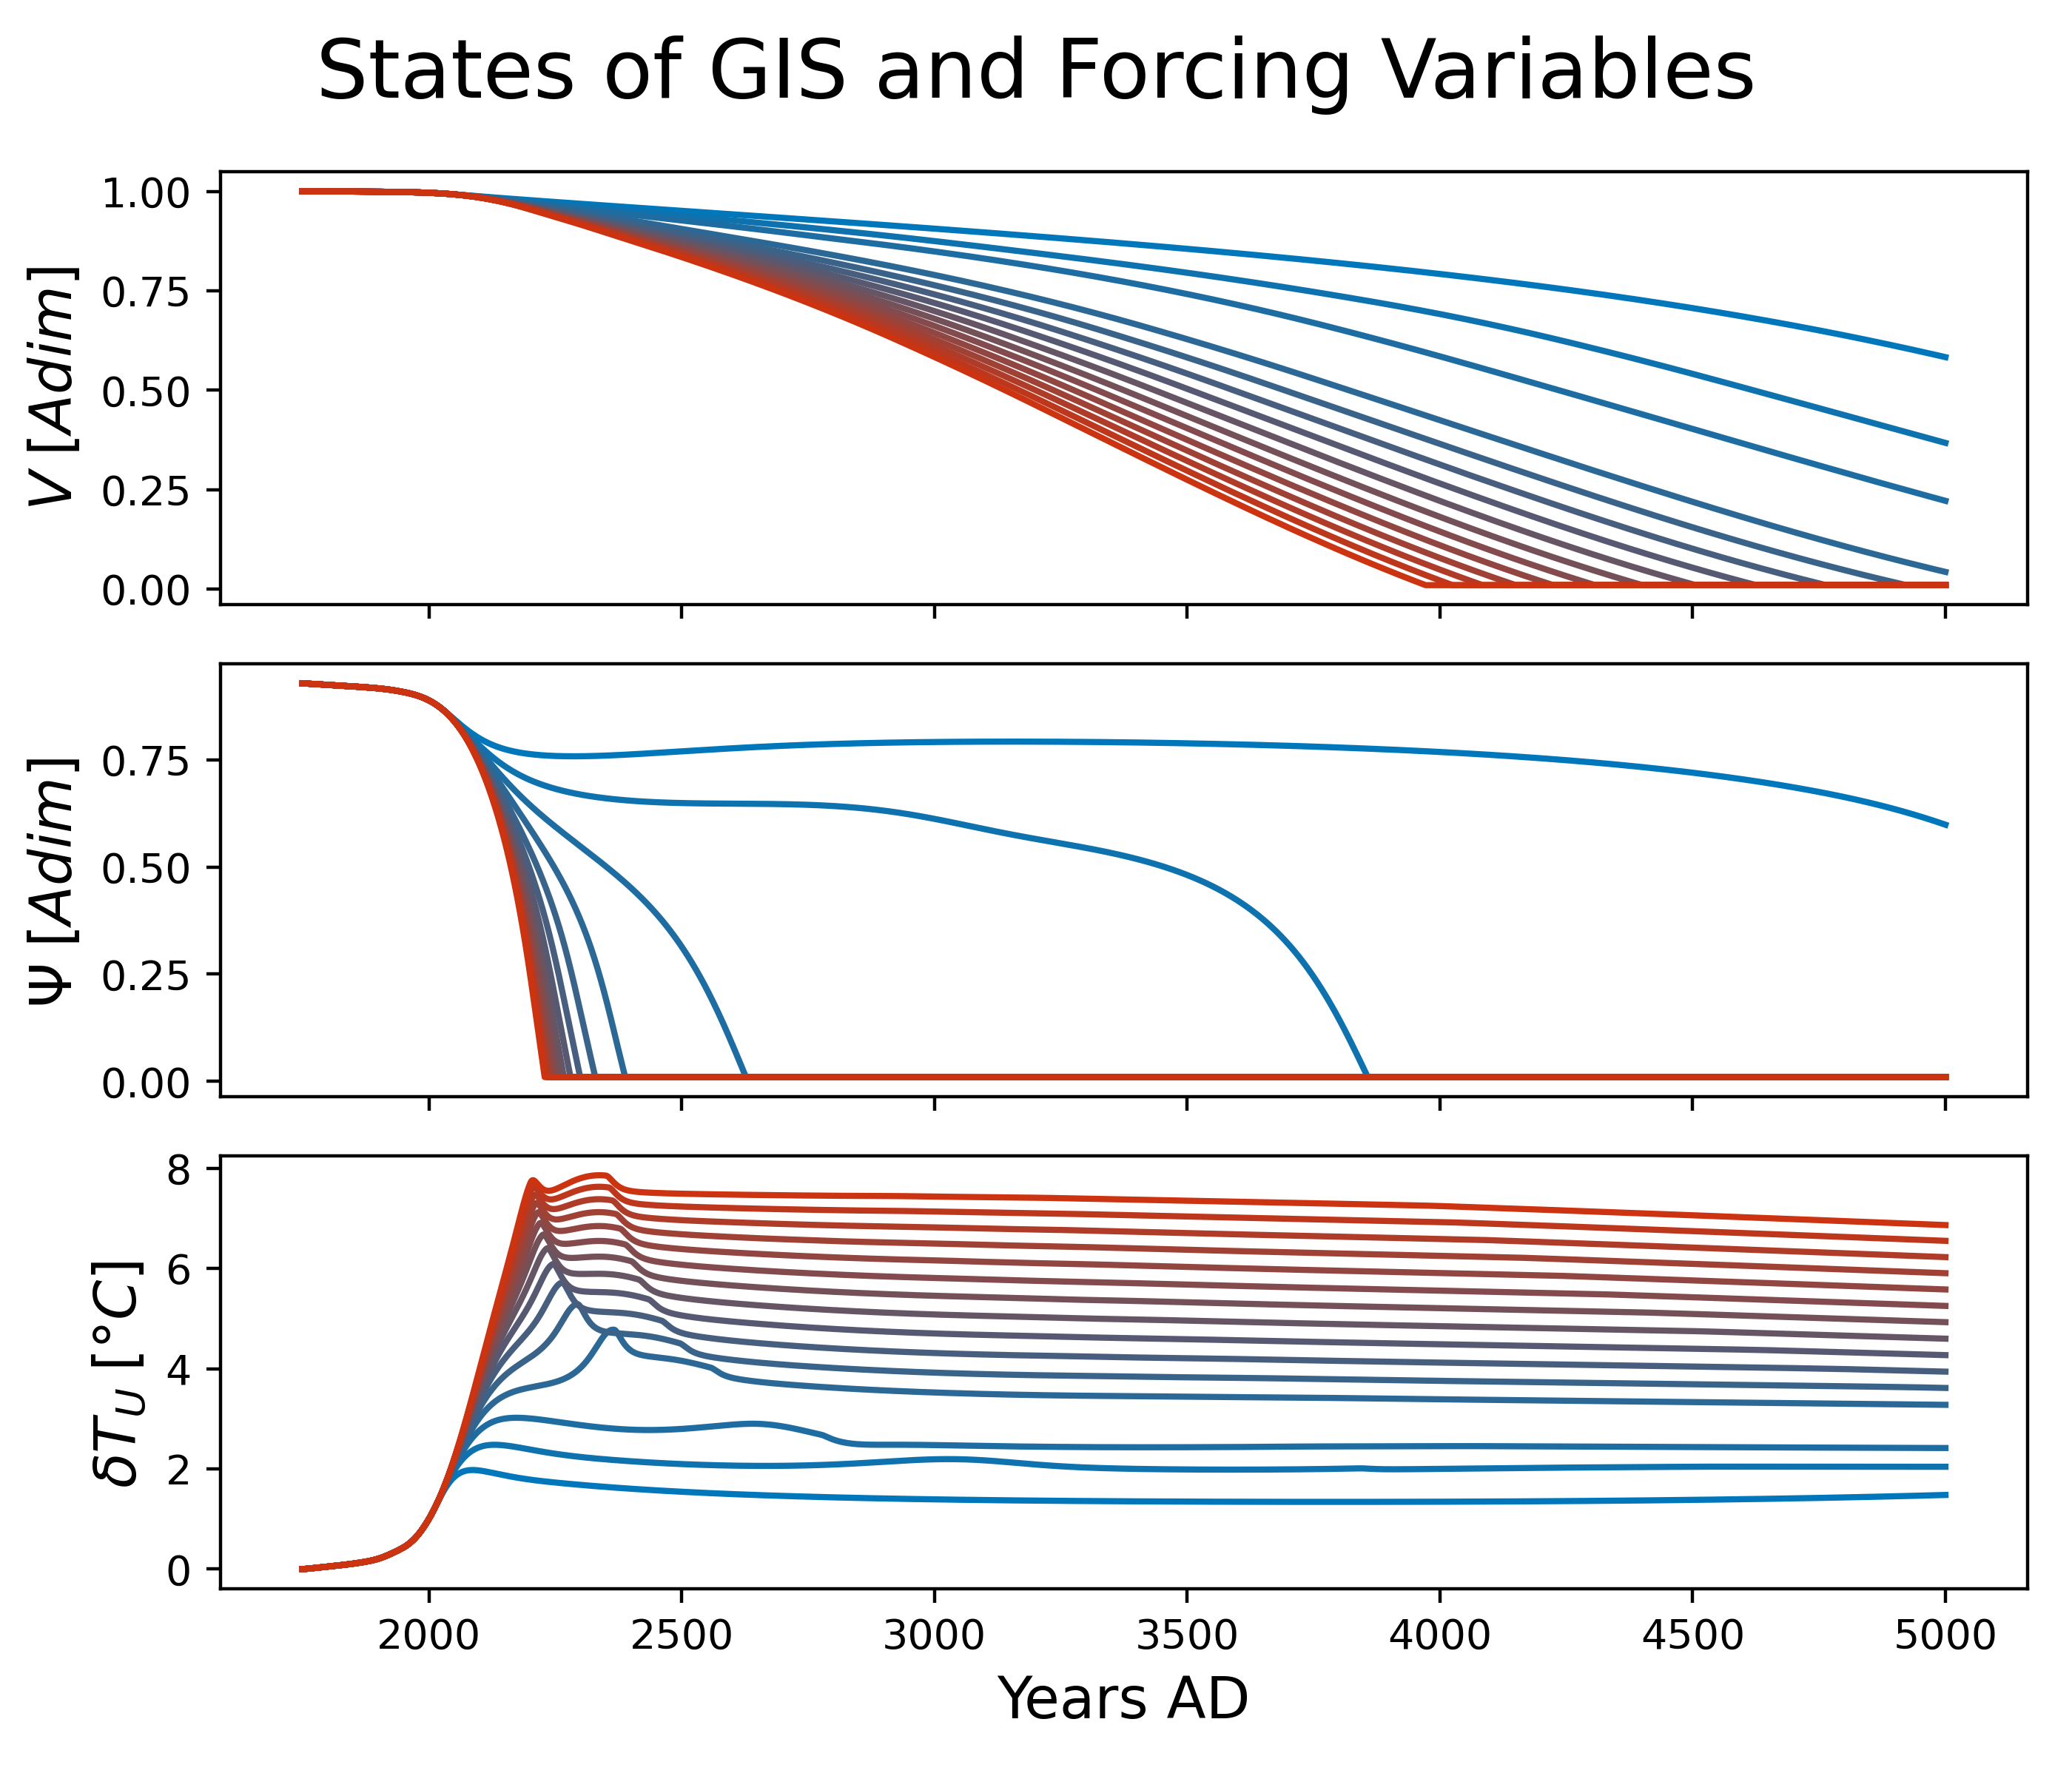 States of GIS and Forcing Variables
V [Adim]
1.00
0.75
0.50
0.25
0.00
Ψ [Adim]
0.75
0.50
0.25
0.00
δT_U [°C]
8
6
4
2
0
2000 2500 3000 3500 4000 4500 5000
Years AD